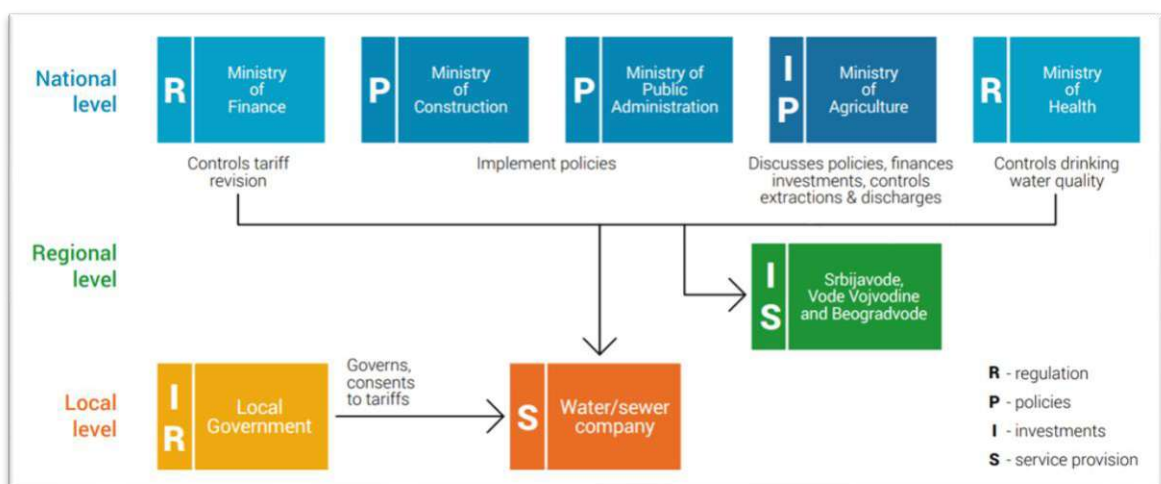 National
level
R
Ministry
of
Finance
P
Ministry
of
Construction
P
Ministry of
Public
Administration
I
P
Ministry
of
Agriculture
R
Ministry
of
Health
Controls tariff
revision
Implement policies
Discusses policies, finances
investments, controls
extractions & discharges
Controls drinking
water quality
Regional
level
I
S
Srbijavode,
Vode Vojvodine
and Beogradvode
Local
level
I
R
Local
Government
Governs,
consents
to tariffs
S
Water/sewer
company
R - regulation
P - policies
I - investments
S - service provision